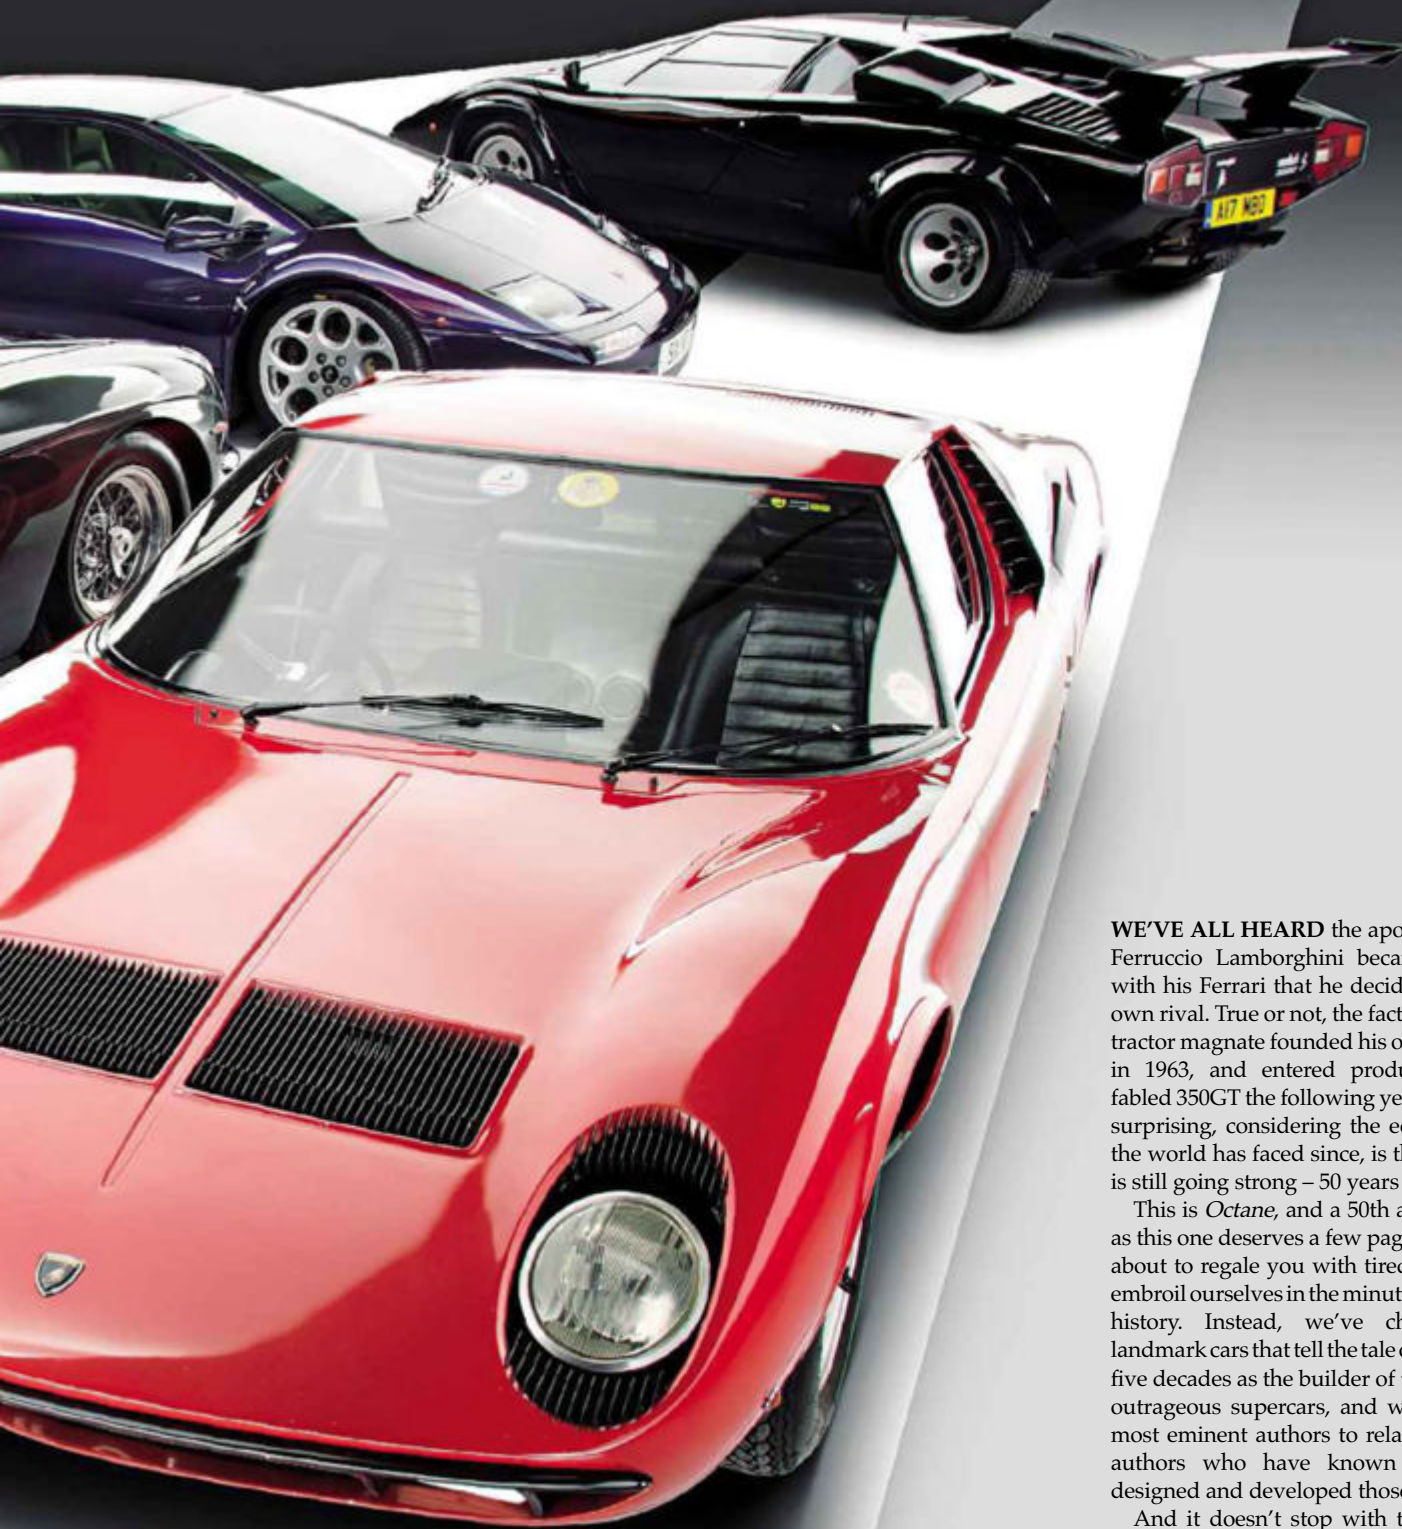 A17 MBD
WE'VE ALL HEARD the apo
Ferruccio Lamborghini beca
with his Ferrari that he decid
own rival. True or not, the fact
tractor magnate founded his o
in 1963, and entered produ
fabled 350GT the following ye
surprising, considering the e
the world has faced since, is th
is still going strong – 50 years
This is Octane, and a 50th a
as this one deserves a few pag
about to regale you with tired
embroil ourselves in the minut
history. Instead, we've ch
landmark cars that tell the tale o
five decades as the builder of
outrageous supercars, and w
most eminent authors to rela
authors who have known
designed and developed those
And it doesn't stop with t